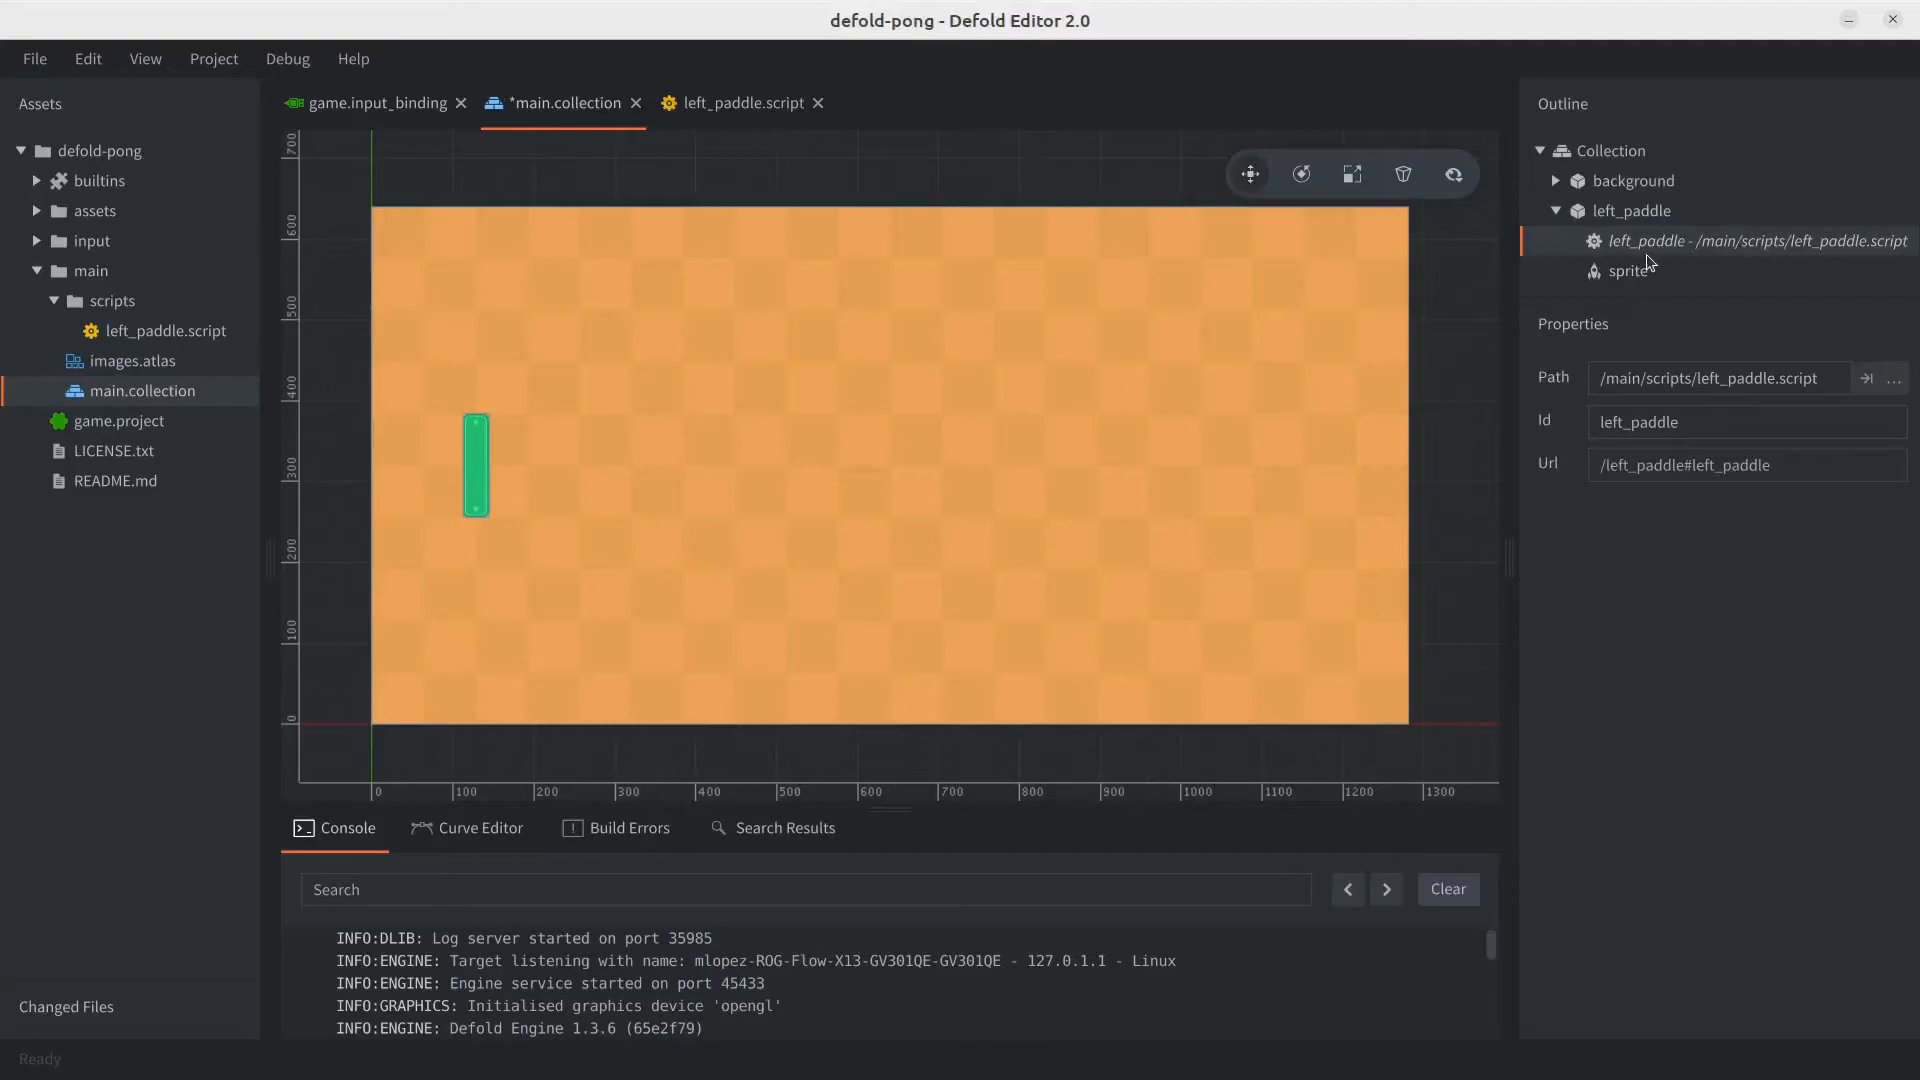 defold-pong - Defold Editor 2.0
File Edit View Project Debug Help
Assets
defold-pong
builtins
assets
input
main
scripts
left_paddle.script
images.atlas
main.collection
game.project
LICENSE.txt
README.md
Changed Files
Ready
game.input_binding *main.collection left_paddle.script
700
600
500
400
300
200
100
0
0 100 200 300 400 500 600 700 800 900 1000 1100 1200 1300
Console Curve Editor Build Errors Search Results
Search Clear
INFO:DLIB: Log server started on port 35985
INFO:ENGINE: Target listening with name: mlopez-ROG-Flow-X13-GV301QE-GV301QE - 127.0.1.1 - Linux
INFO:ENGINE: Engine service started on port 45433
INFO:GRAPHICS: Initialised graphics device 'opengl'
INFO:ENGINE: Defold Engine 1.3.6 (65e2f79)
Outline
Collection
background
left_paddle
left_paddle - /main/scripts/left_paddle.script
sprite
Properties
Path /main/scripts/left_paddle.script ...
Id left_paddle
Url /left_paddle#left_paddle